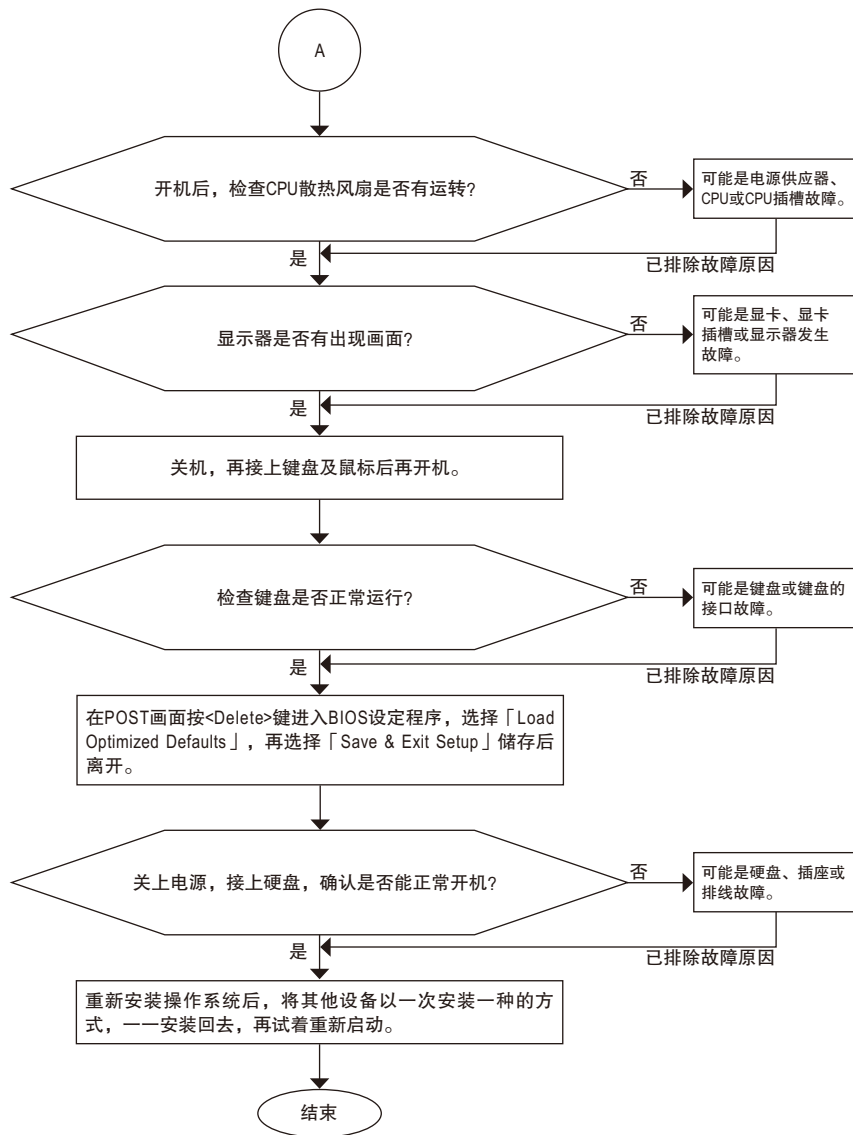 A
开机后，检查CPU散热风扇是否有运转?
否
可能是电源供应器、
CPU或CPU插槽故障。
是
已排除故障原因
显示器是否有出现画面?
否
可能是显卡、显卡
插槽或显示器发生
故障。
是
已排除故障原因
关机，再接上键盘及鼠标后再开机。
检查键盘是否正常运行?
否
可能是键盘或键盘的
接口故障。
是
已排除故障原因
在POST画面按<Delete>键进入BIOS设定程序，选择「Load
Optimized Defaults」，再选择「Save & Exit Setup」储存后
离开。
关上电源，接上硬盘，确认是否能正常开机?
否
可能是硬盘、插座或
排线故障。
是
已排除故障原因
重新安装操作系统后，将其他设备以一次安装一种的方
式，一一安装回去，再试着重新启动。
结束